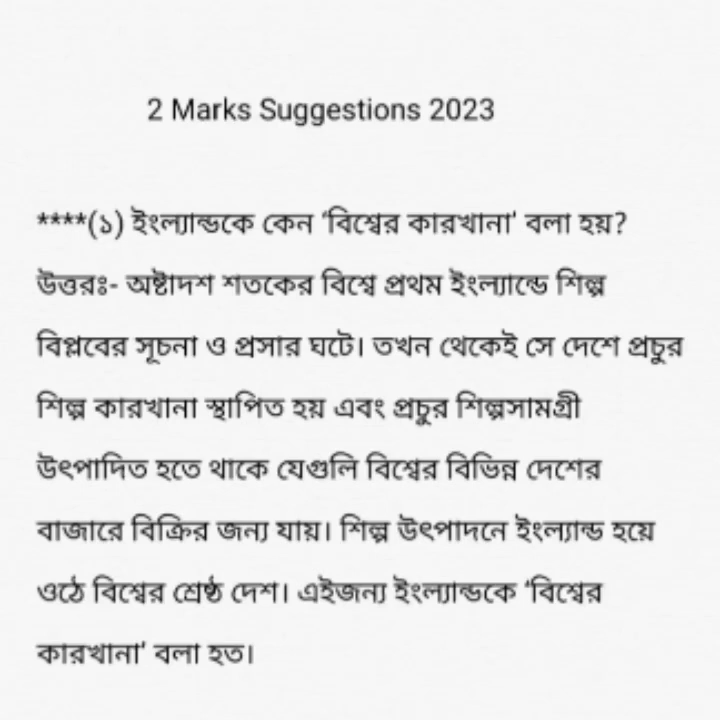 2 Marks Suggestions 2023
****(১) ইংল্যান্ডকে কেন 'বিশ্বের কারখানা' বলা হয়?
উত্তরঃ- অষ্টাদশ শতকের বিশ্বে প্রথম ইংল্যান্ডে শিল্প
বিপ্লবের সূচনা ও প্রসার ঘটে। তখন থেকেই সে দেশে প্রচুর
শিল্প কারখানা স্থাপিত হয় এবং প্রচুর শিল্পসামগ্রী
উৎপাদিত হতে থাকে যেগুলি বিশ্বের বিভিন্ন দেশের
বাজারে বিক্রির জন্য যায়। শিল্প উৎপাদনে ইংল্যান্ড হয়ে
ওঠে বিশ্বের শ্রেষ্ঠ দেশ। এইজন্য ইংল্যান্ডকে 'বিশ্বের
কারখানা' বলা হত।